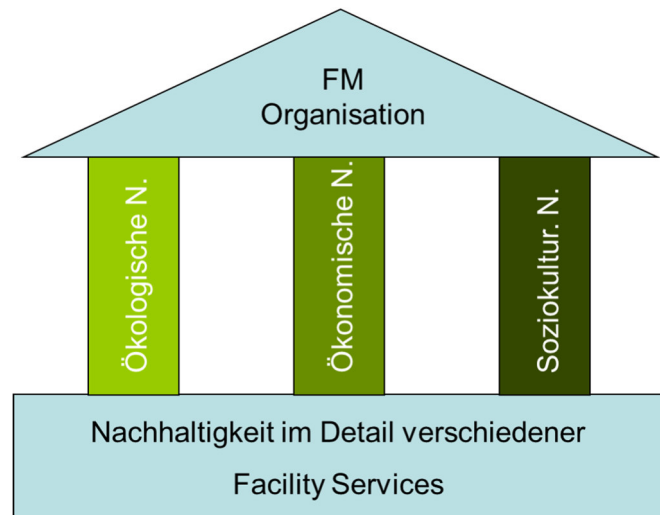 FM
Organisation
Ökologische N.
Ökonomische N.
Soziokultur. N.
Nachhaltigkeit im Detail verschiedener
Facility Services